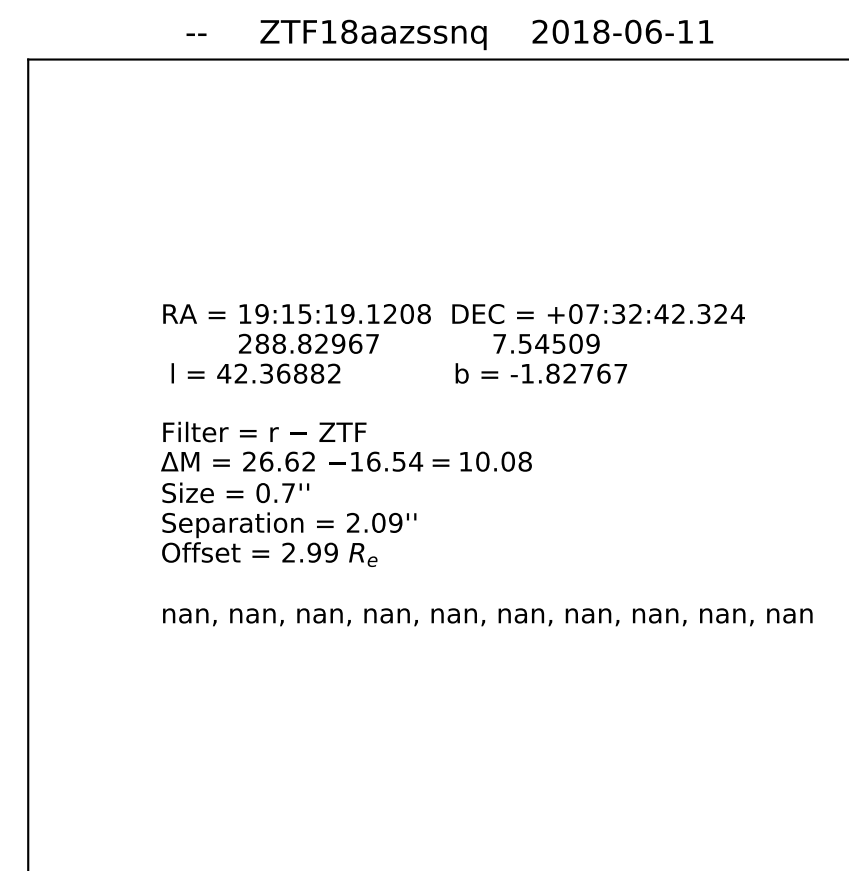 -- ZTF18aazssnq 2018-06-11
RA = 19:15:19.1208 DEC = +07:32:42.324
288.82967 7.54509
l = 42.36882 b = -1.82767
Filter = r − ZTF
ΔM = 26.62 −16.54 = 10.08
Size = 0.7''
Separation = 2.09''
Offset = 2.99 Re
nan, nan, nan, nan, nan, nan, nan, nan, nan, nan